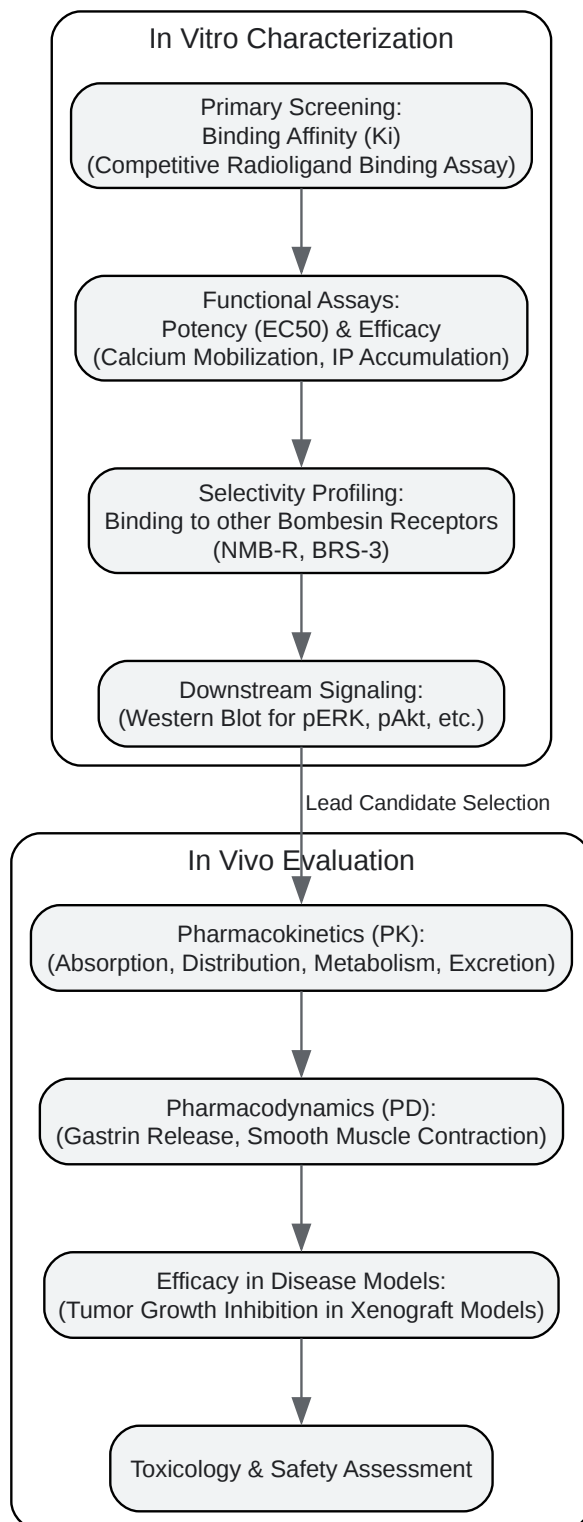 In Vitro Characterization
Primary Screening:
Binding Affinity (Ki)
(Competitive Radioligand Binding Assay)
Functional Assays:
Potency (EC50) & Efficacy
(Calcium Mobilization, IP Accumulation)
Selectivity Profiling:
Binding to other Bombesin Receptors
(NMB-R, BRS-3)
Downstream Signaling:
(Western Blot for pERK, pAkt, etc.)
Lead Candidate Selection
In Vivo Evaluation
Pharmacokinetics (PK):
(Absorption, Distribution, Metabolism, Excretion)
Pharmacodynamics (PD):
(Gastrin Release, Smooth Muscle Contraction)
Efficacy in Disease Models:
(Tumor Growth Inhibition in Xenograft Models)
Toxicology & Safety Assessment